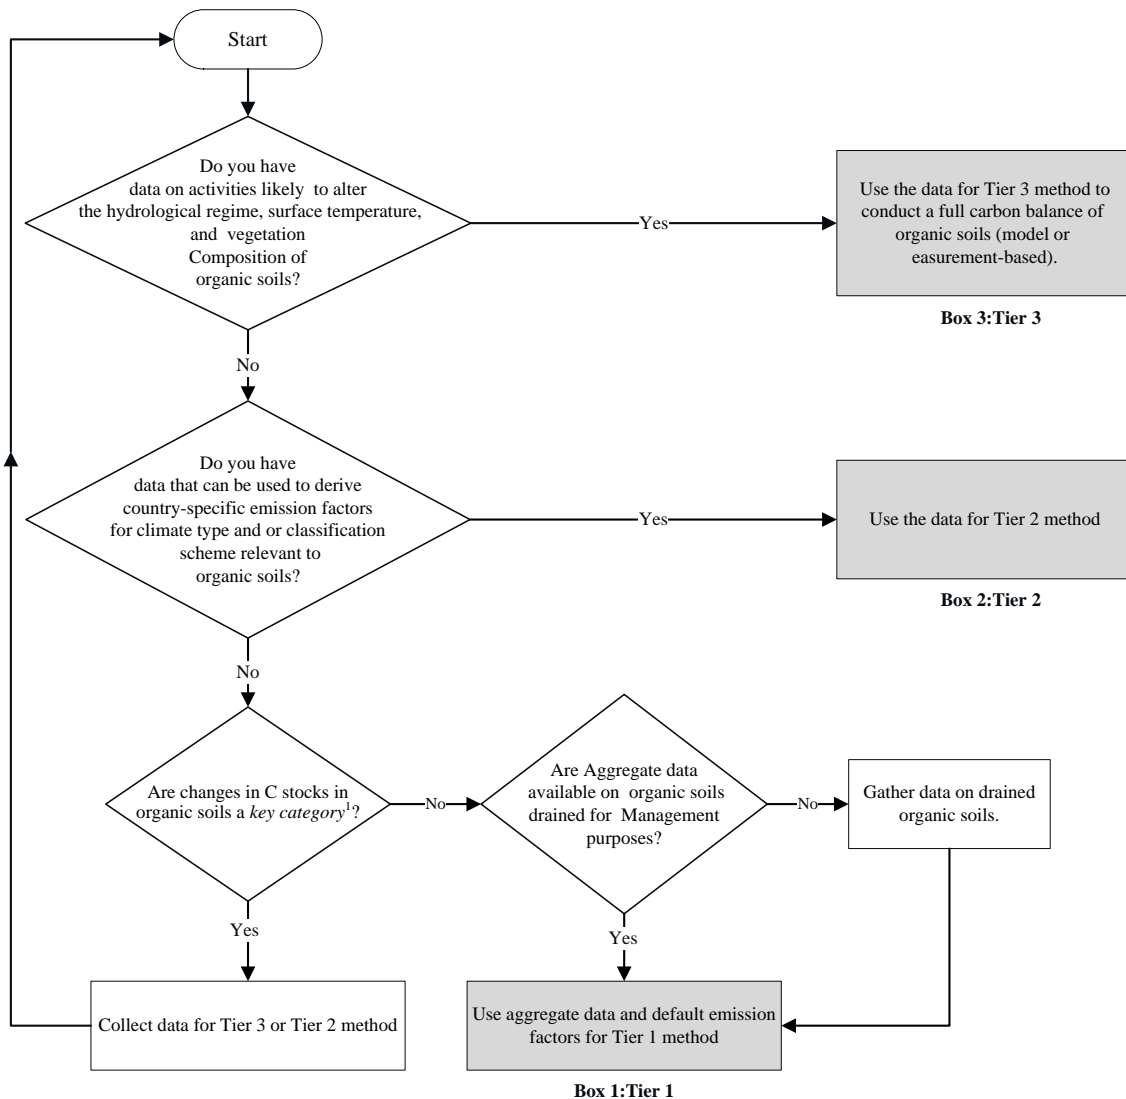 Start
Do you have
data on activities likely to alter
the hydrological regime, surface temperature,
and vegetation
Composition of
organic soils?
Yes
Use the data for Tier 3 method to
conduct a full carbon balance of
organic soils (model or
easurement-based).
Box 3:Tier 3
No
Do you have
data that can be used to derive
country-specific emission factors
for climate type and or classification
scheme relevant to
organic soils?
Yes
Use the data for Tier 2 method
Box 2:Tier 2
No
Are changes in C stocks in
organic soils a key category¹?
No
Are Aggregate data
available on organic soils
drained for Management
purposes?
No
Gather data on drained
organic soils.
Yes
Yes
Collect data for Tier 3 or Tier 2 method
Use aggregate data and default emission
factors for Tier 1 method
Box 1:Tier 1